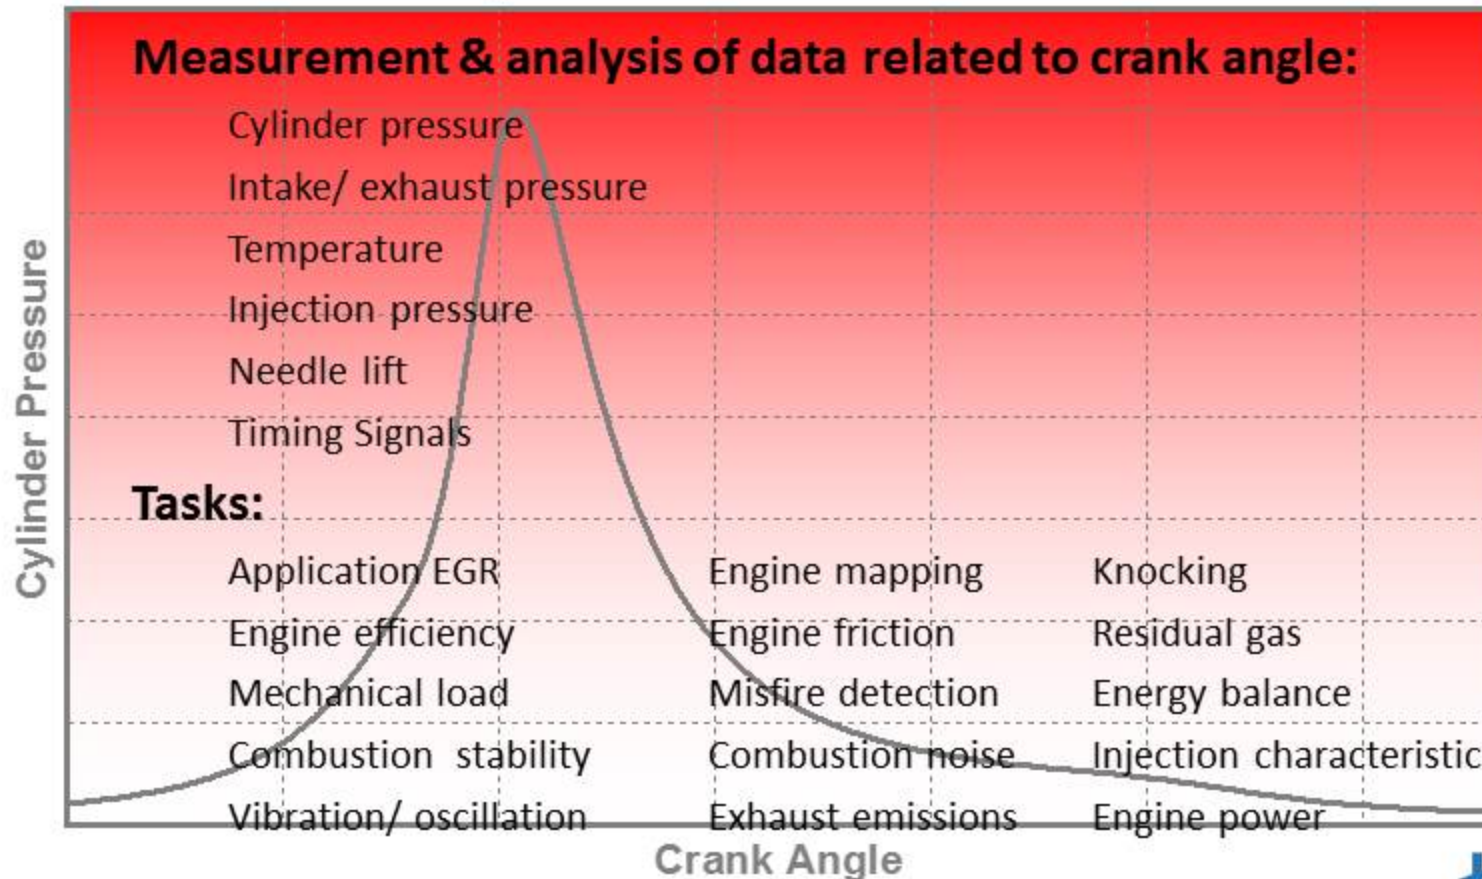 Measurement & analysis of data related to crank angle:
Cylinder pressure
Intake/ exhaust pressure
Temperature
Injection pressure
Needle lift
Timing Signals
Tasks:
Application EGR
Engine efficiency
Mechanical load
Combustion stability
Vibration/ oscillation
Engine mapping
Engine friction
Misfire detection
Combustion noise
Exhaust emissions
Knocking
Residual gas
Energy balance
Injection characteristic
Engine power
Cylinder Pressure
Crank Angle